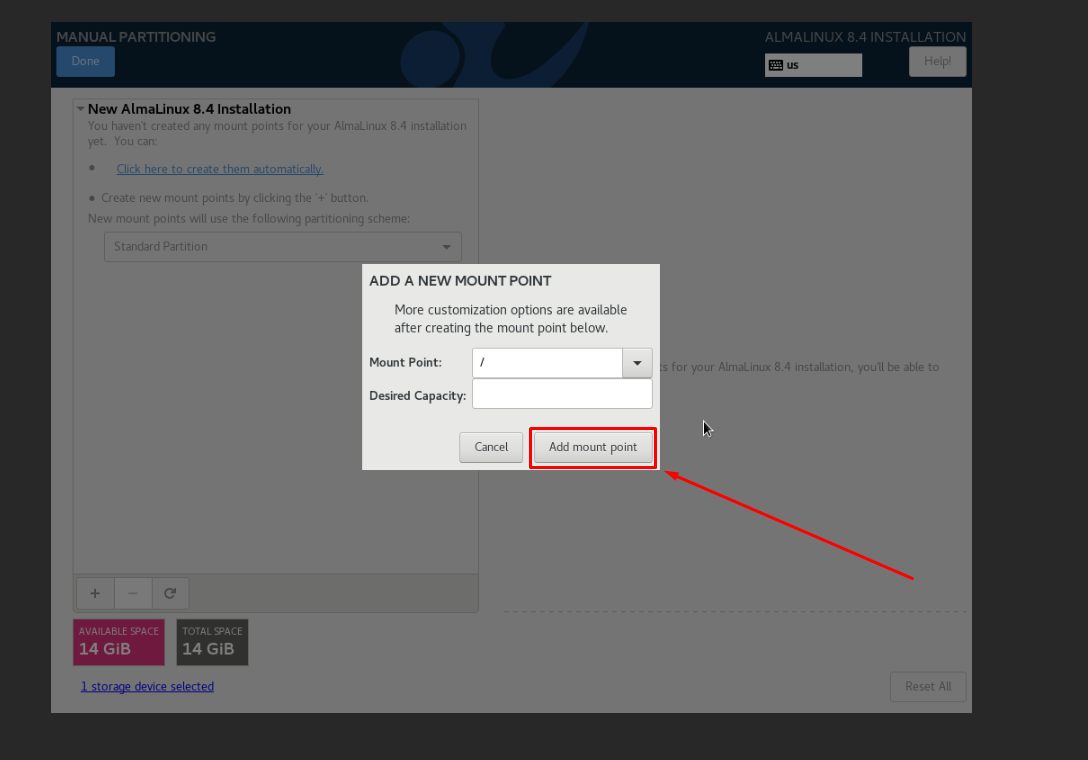 MANUAL PARTITIONING
ALMALINUX 8.4 INSTALLATION
Done
us
Help!
New AlmaLinux 8.4 Installation
You haven't created any mount points for your AlmaLinux 8.4 installation
yet. You can:
• Click here to create them automatically.
• Create new mount points by clicking the '+' button.
New mount points will use the following partitioning scheme:
Standard Partition
ADD A NEW MOUNT POINT
More customization options are available
after creating the mount point below.
Mount Point: /
Desired Capacity:
Cancel
Add mount point
for your AlmaLinux 8.4 installation, you'll be able to
+
−
AVAILABLE SPACE
14 GiB
TOTAL SPACE
14 GiB
1 storage device selected
Reset All